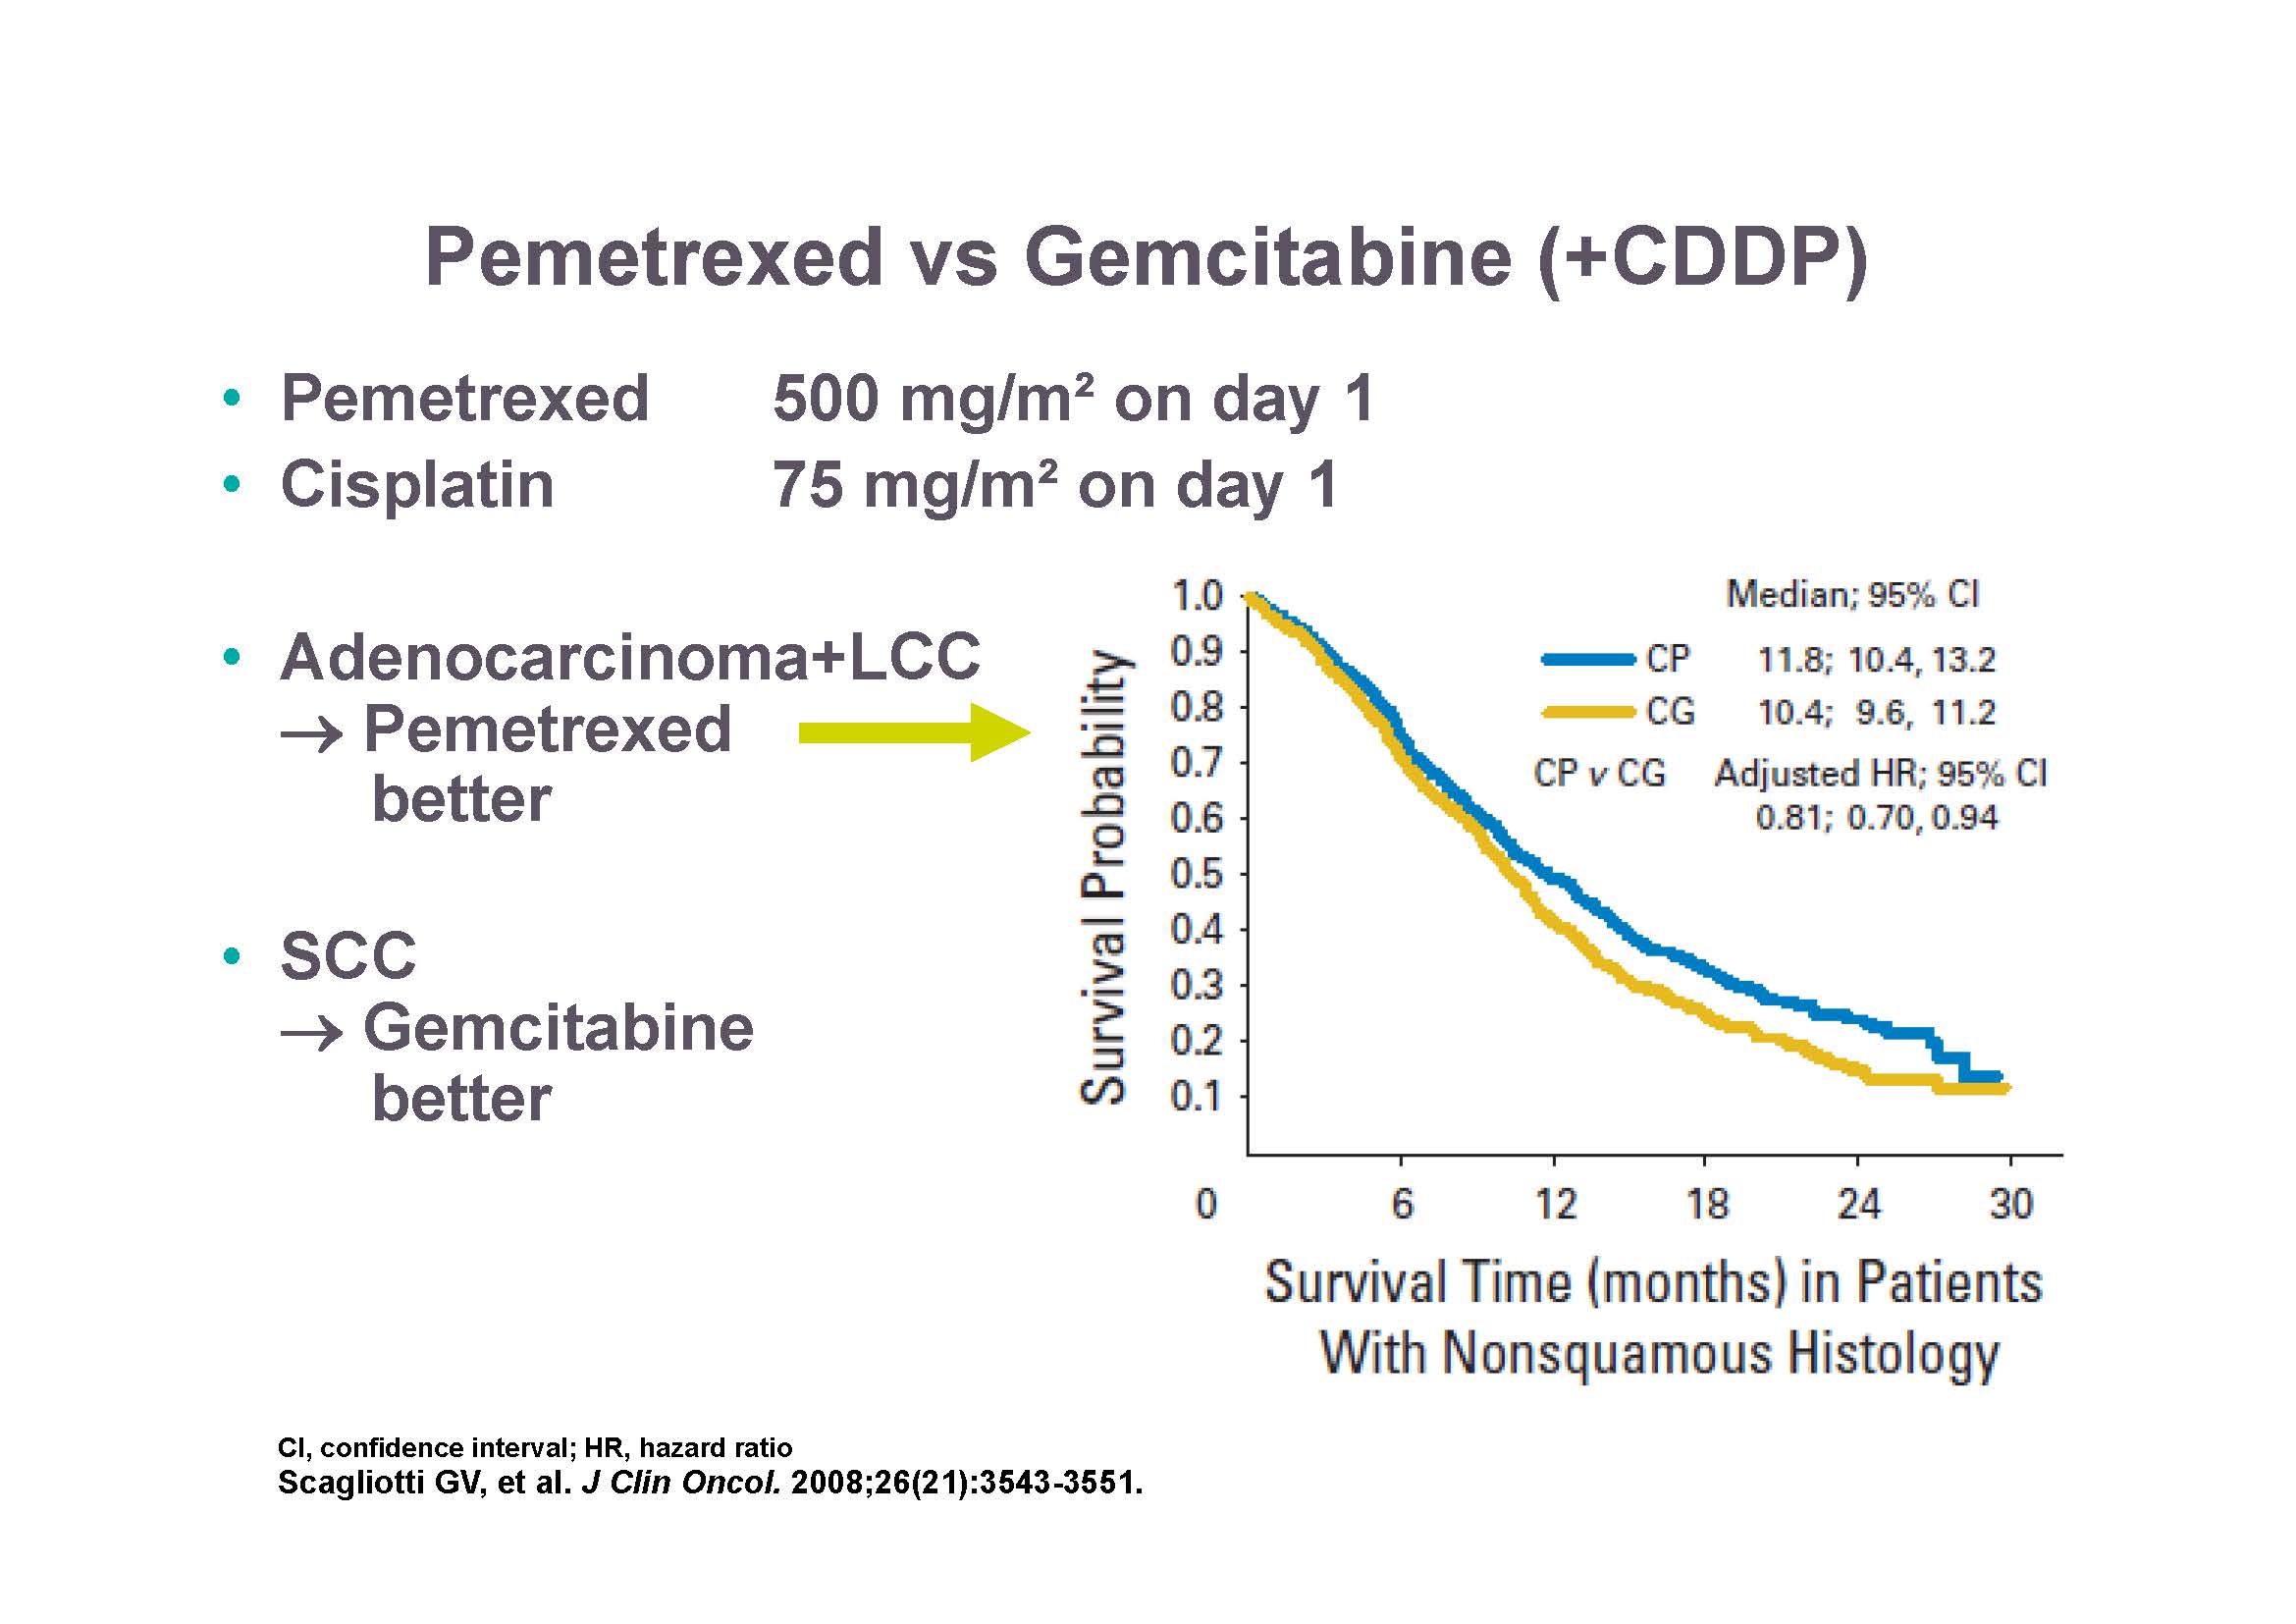 Pemetrexed vs Gemcitabine (+CDDP)
• Pemetrexed 500 mg/m² on day 1
• Cisplatin 75 mg/m² on day 1
• Adenocarcinoma+LCC
→ Pemetrexed
better
• SCC
→ Gemcitabine
better
Median; 95% CI
CP 11.8; 10.4, 13.2
CG 10.4; 9.6, 11.2
CP v CG Adjusted HR; 95% CI
0.81; 0.70, 0.94
Survival Probability
1.0
0.9
0.8
0.7
0.6
0.5
0.4
0.3
0.2
0.1
0 6 12 18 24 30
Survival Time (months) in Patients
With Nonsquamous Histology
CI, confidence interval; HR, hazard ratio
Scagliotti GV, et al. J Clin Oncol. 2008;26(21):3543-3551.